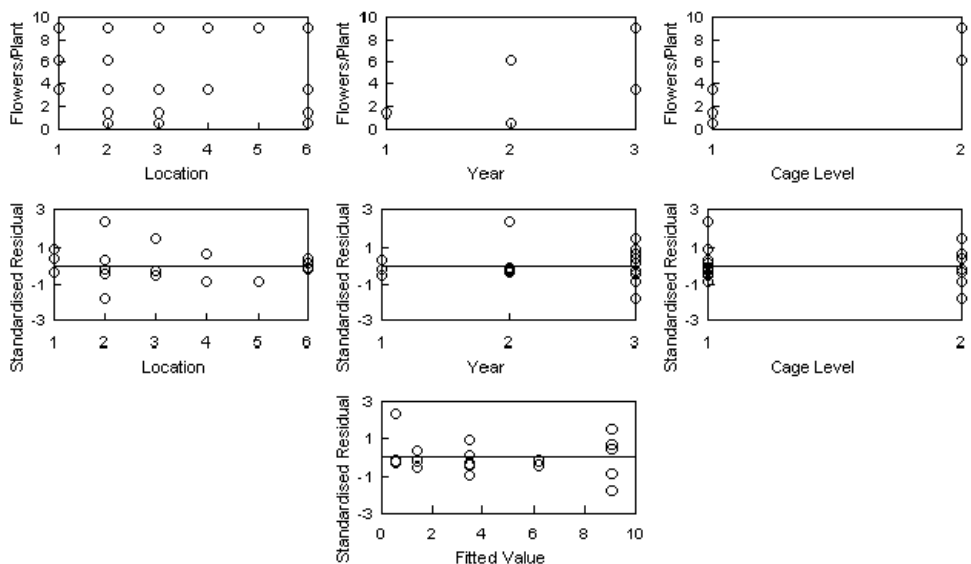 Flowers/Plant
10
8
6
4
2
0
1 2 3 4 5 6
Location
Flowers/Plant
10
8
6
4
2
0
1 2 3
Year
Flowers/Plant
10
8
6
4
2
0
1 2
Cage Level
Standardised Residual
3
1
-1
-3
1 2 3 4 5 6
Location
Standardised Residual
3
1
-1
-3
1 2 3
Year
Standardised Residual
3
1
-1
-3
1 2
Cage Level
Standardised Residual
3
1
-1
-3
0 2 4 6 8 10
Fitted Value